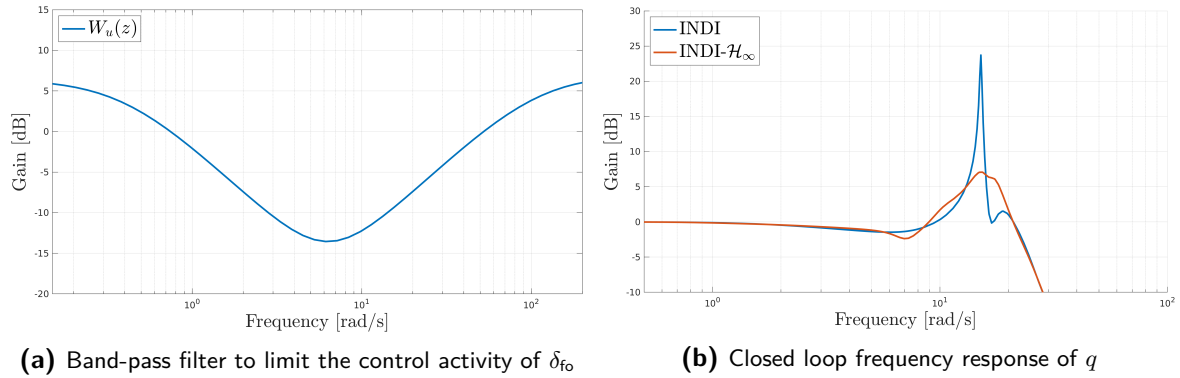 15
10
5
0
-5
-10
-15
-20
Gain [dB]
W_u(z)
10^0
10^1
10^2
Frequency [rad/s]
(a) Band-pass filter to limit the control activity of δ_fo
30
25
20
15
10
5
0
-5
-10
Gain [dB]
INDI
INDI-ℋ_∞
10^0
10^1
10^2
Frequency [rad/s]
(b) Closed loop frequency response of q